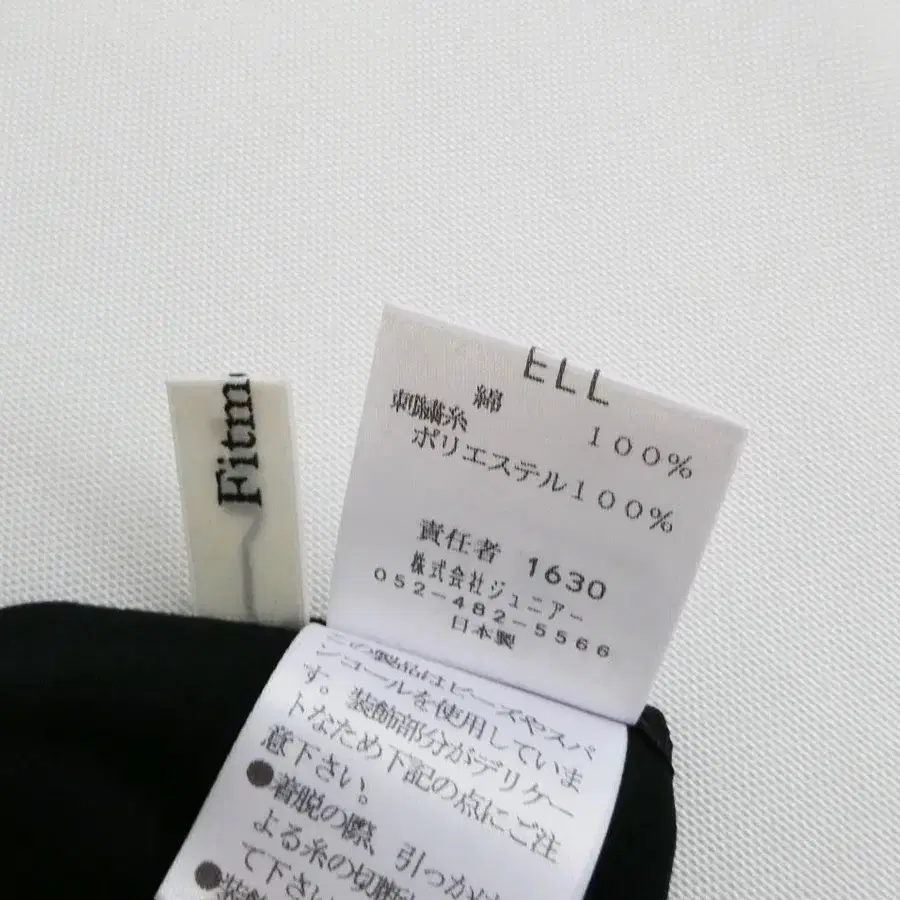 Fitm
ELL
綿 100%
刺繍糸
ポリエステル100%
責任者 1630
株式会社ジュニアー
052-482-5566
日本製
この製品はビーズやスパ
ンコールを使用していま
す。装飾部分がデリケー
トなため下記の点にご注
意下さい。
●着脱の際、引っかけに
よる糸の切断
て下さい
●装飾